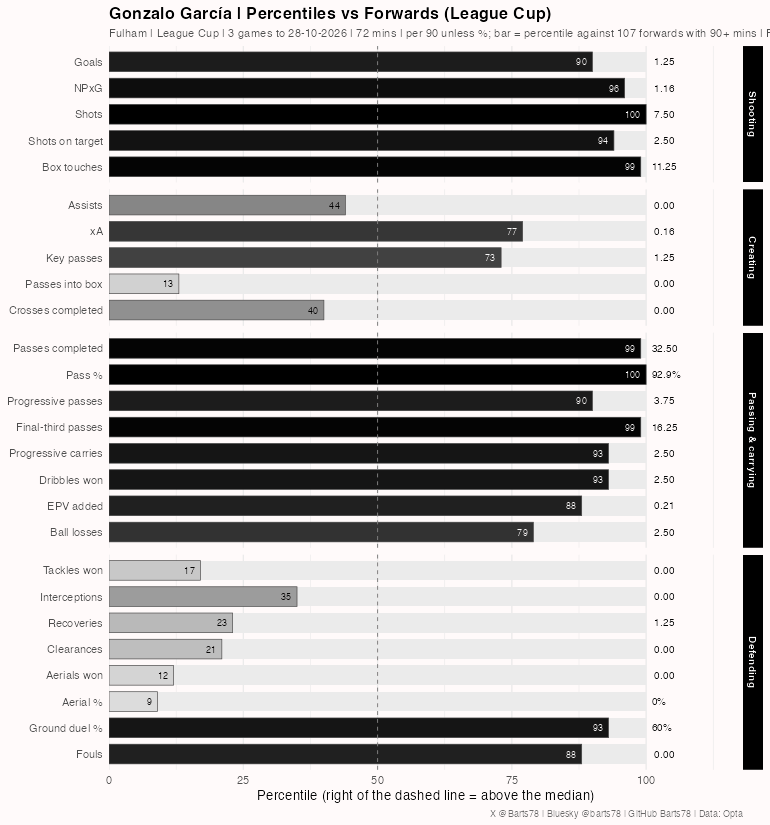 Gonzalo García | Percentiles vs Forwards (League Cup)
Fulham | League Cup | 3 games to 28-10-2026 | 72 mins | per 90 unless %; bar = percentile against 107 forwards with 90+ mins | F
Goals 90 1.25
NPxG 96 1.16
Shots 100 7.50
Shots on target 94 2.50
Box touches 99 11.25
Shooting
Assists 44 0.00
xA 77 0.16
Key passes 73 1.25
Passes into box 13 0.00
Crosses completed 40 0.00
Creating
Passes completed 99 32.50
Pass % 100 92.9%
Progressive passes 90 3.75
Final-third passes 99 16.25
Progressive carries 93 2.50
Dribbles won 93 2.50
EPV added 88 0.21
Ball losses 79 2.50
Passing & carrying
Tackles won 17 0.00
Interceptions 35 0.00
Recoveries 23 1.25
Clearances 21 0.00
Aerials won 12 0.00
Aerial % 9 0%
Ground duel % 93 60%
Fouls 88 0.00
Defending
0 25 50 75 100
Percentile (right of the dashed line = above the median)
X @Barts78 | Bluesky @barts78 | GitHub Barts78 | Data: Opta